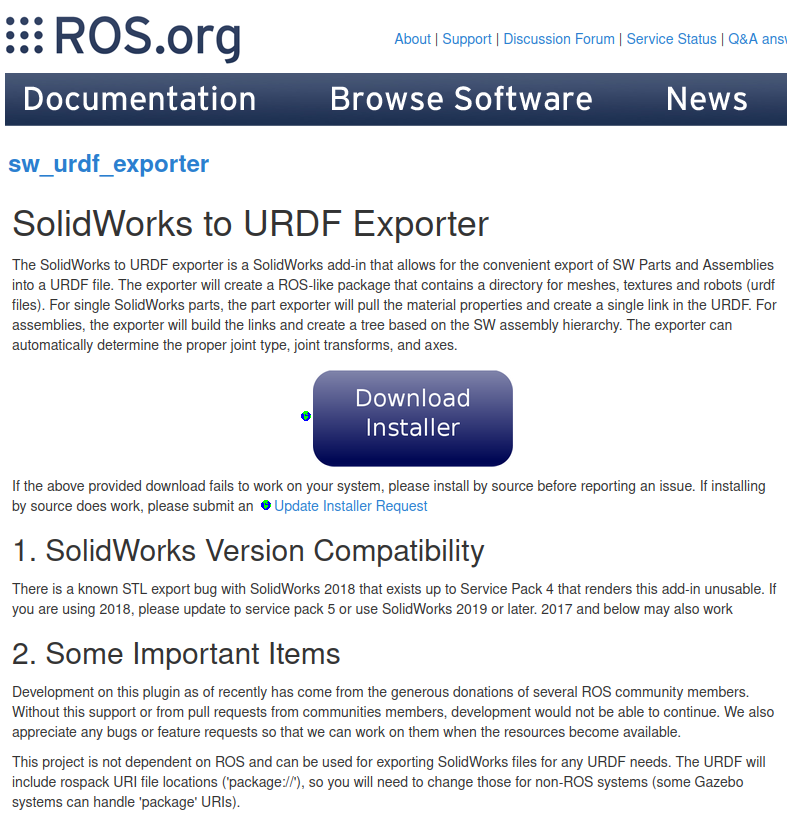 ROS.org
About | Support | Discussion Forum | Service Status | Q&A
Documentation Browse Software News
sw_urdf_exporter
SolidWorks to URDF Exporter
The SolidWorks to URDF exporter is a SolidWorks add-in that allows for the convenient export of SW Parts and Assemblies
into a URDF file. The exporter will create a ROS-like package that contains a directory for meshes, textures and robots (urdf
files). For single SolidWorks parts, the part exporter will pull the material properties and create a single link in the URDF. For
assemblies, the exporter will build the links and create a tree based on the SW assembly hierarchy. The exporter can
automatically determine the proper joint type, joint transforms, and axes.
Download
Installer
If the above provided download fails to work on your system, please install by source before reporting an issue. If installing
by source does work, please submit an Update Installer Request
1. SolidWorks Version Compatibility
There is a known STL export bug with SolidWorks 2018 that exists up to Service Pack 4 that renders this add-in unusable. If
you are using 2018, please update to service pack 5 or use SolidWorks 2019 or later. 2017 and below may also work
2. Some Important Items
Development on this plugin as of recently has come from the generous donations of several ROS community members.
Without this support or from pull requests from communities members, development would not be able to continue. We also
appreciate any bugs or feature requests so that we can work on them when the resources become available.
This project is not dependent on ROS and can be used for exporting SolidWorks files for any URDF needs. The URDF will
include rospack URI file locations ('package://'), so you will need to change those for non-ROS systems (some Gazebo
systems can handle 'package' URIs).